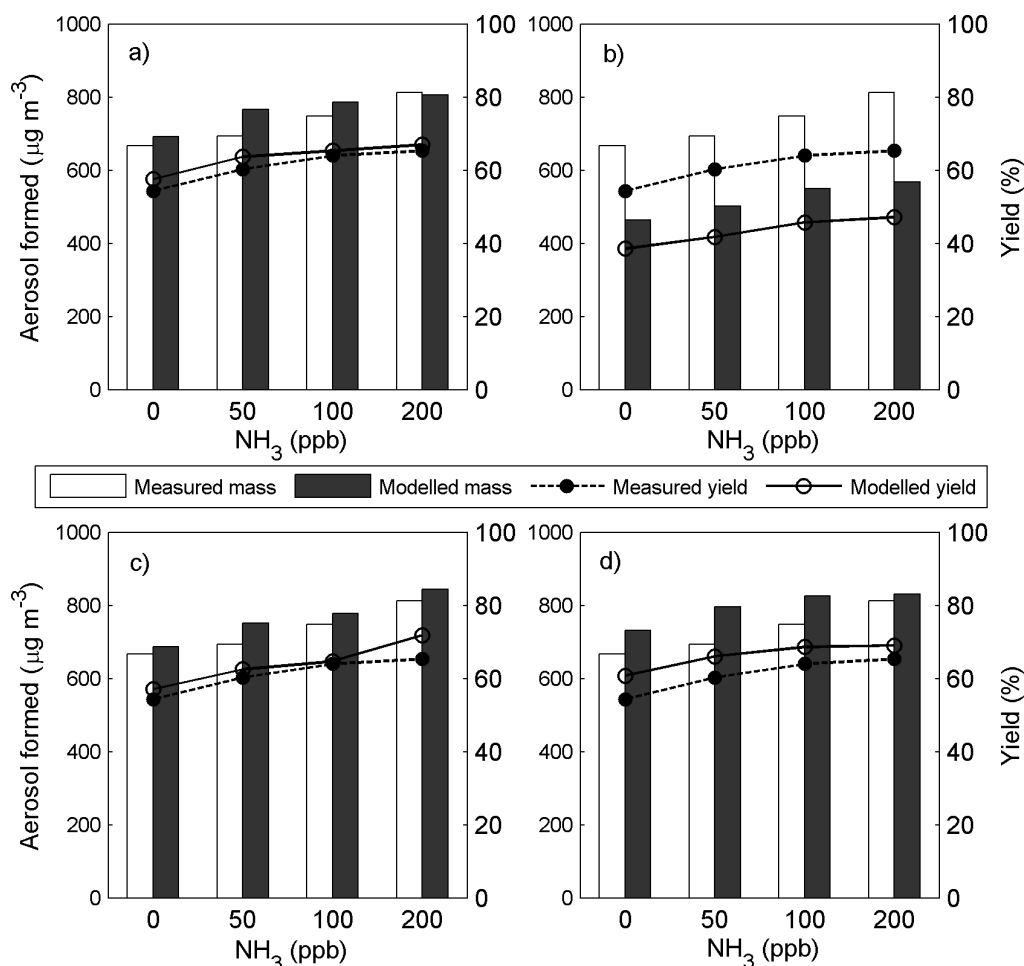 a)
Aerosol formed (μg m⁻³)
1000
800
600
400
200
0
0 50 100 200
NH₃ (ppb)
100
80
60
40
20
0
b)
1000
800
600
400
200
0
0 50 100 200
NH₃ (ppb)
100
80
60
40
20
0
Yield (%)
Measured mass Modelled mass Measured yield Modelled yield
c)
Aerosol formed (μg m⁻³)
1000
800
600
400
200
0
0 50 100 200
NH₃ (ppb)
100
80
60
40
20
0
d)
1000
800
600
400
200
0
0 50 100 200
NH₃ (ppb)
100
80
60
40
20
0
Yield (%)